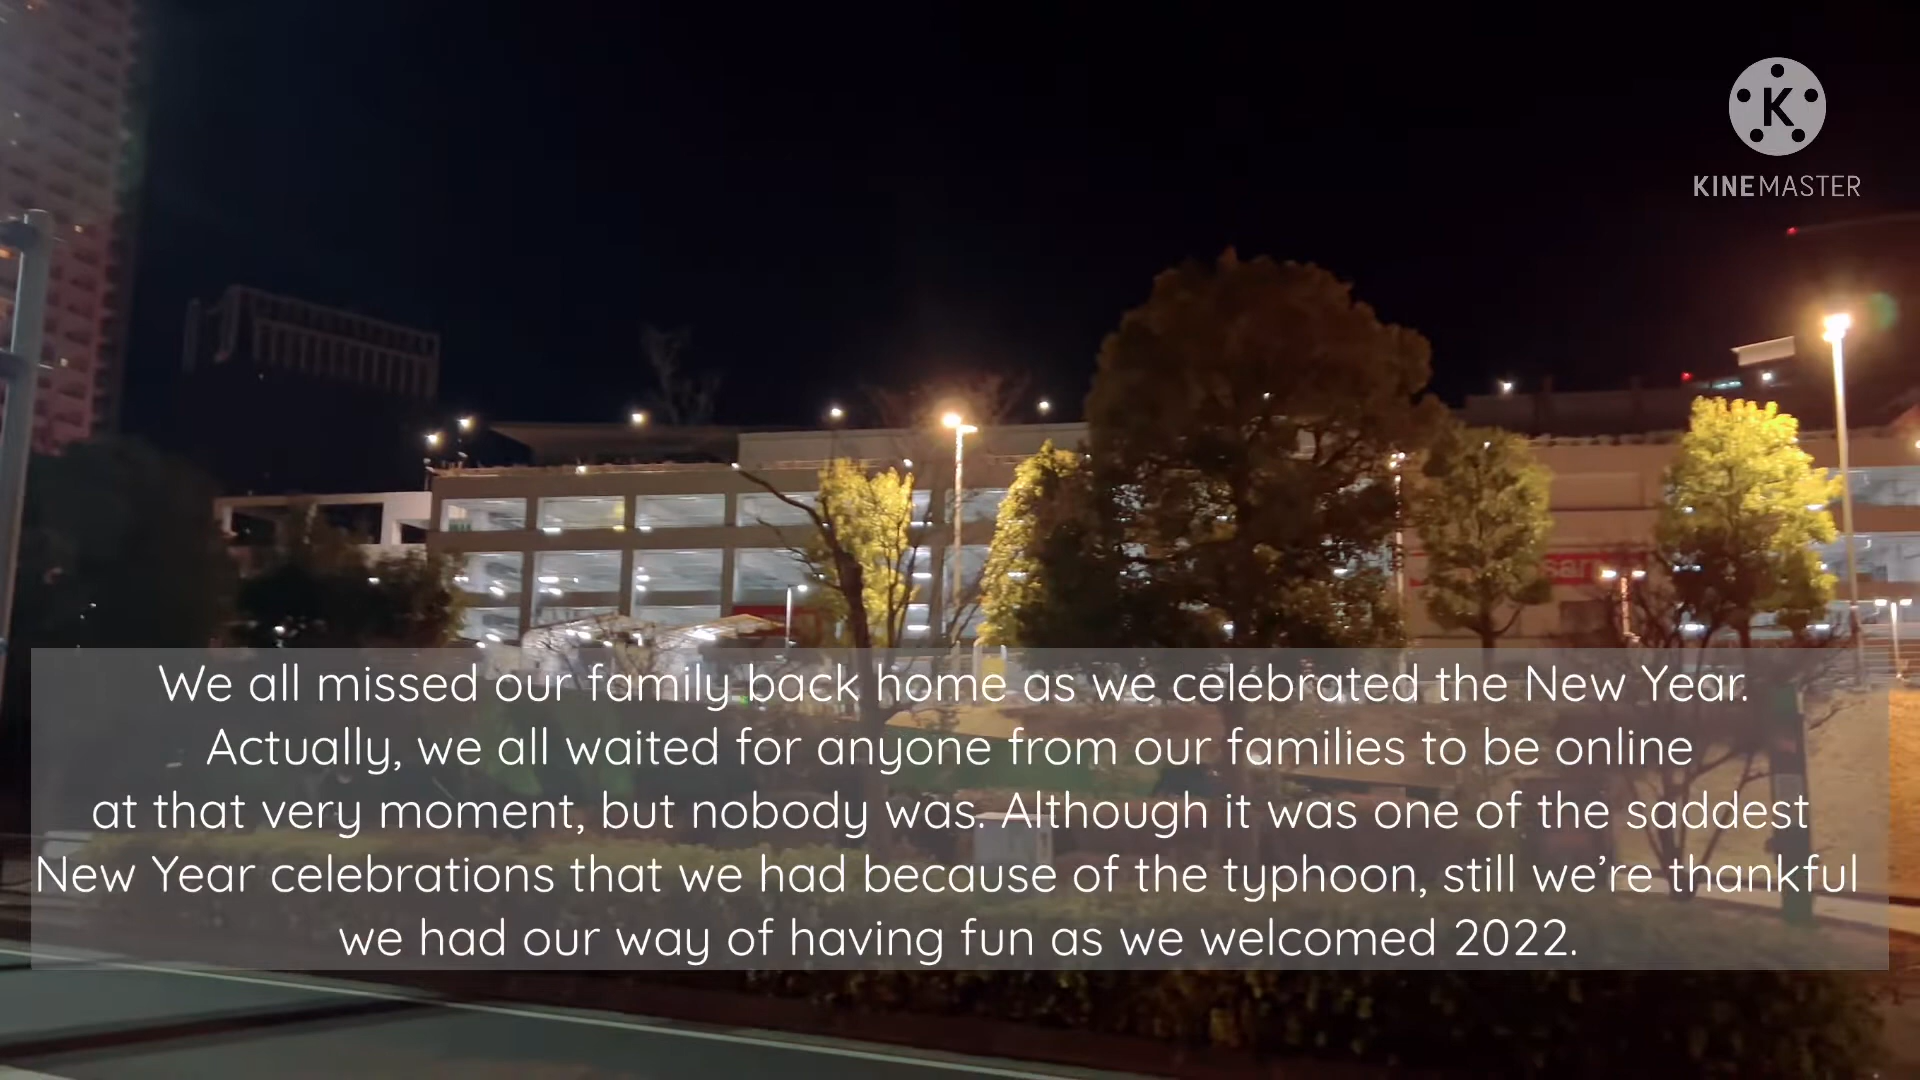 K
KINEMASTER
We all missed our family back home as we celebrated the New Year.
Actually, we all waited for anyone from our families to be online
at that very moment, but nobody was. Although it was one of the saddest
New Year celebrations that we had because of the typhoon, still we’re thankful
we had our way of having fun as we welcomed 2022.